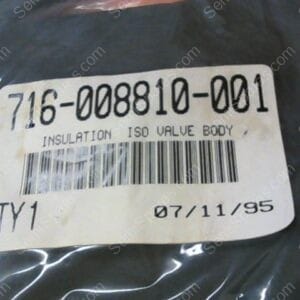 716-008810-001
INSULATION ISO VALVE BODY
TY1
07/11/95